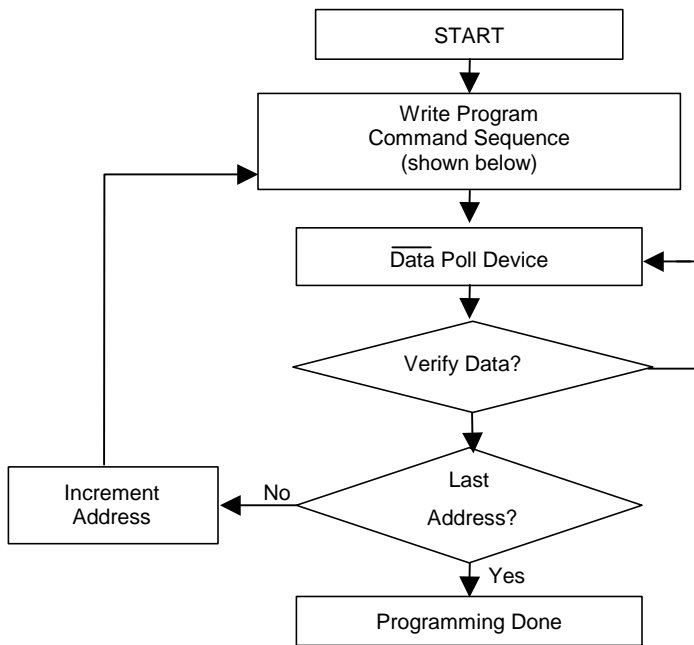 START
Write Program
Command Sequence
(shown below)
Data Poll Device
Verify Data?
Last
Address?
No
Increment
Address
Yes
Programming Done